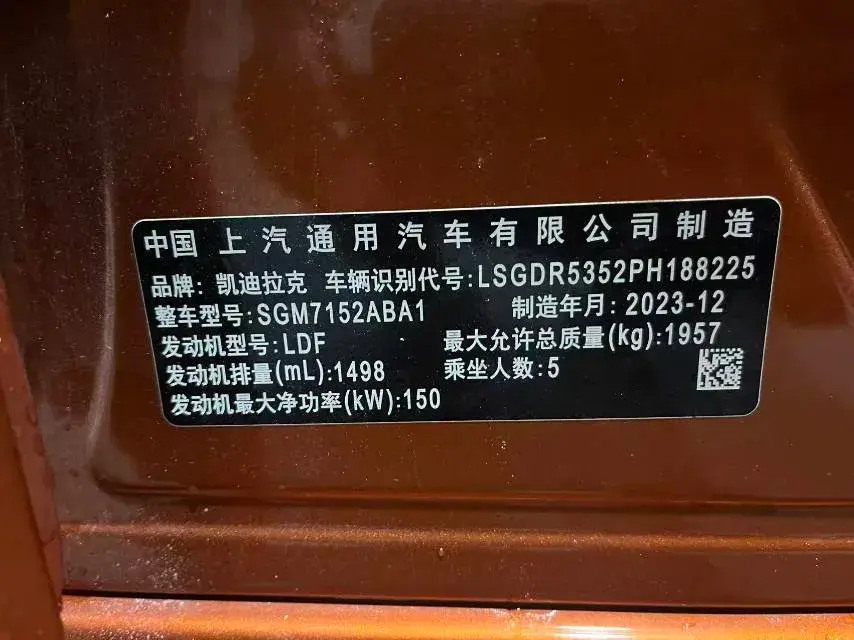 中国 上汽通用汽车有限公司制造
品牌: 凯迪拉克 车辆识别代号:LSGDR5352PH188225
整车型号:SGM7152ABA1 制造年月: 2023-12
发动机型号:LDF 最大允许总质量(kg):1957
发动机排量(mL):1498 乘坐人数:5
发动机最大净功率(kW):150